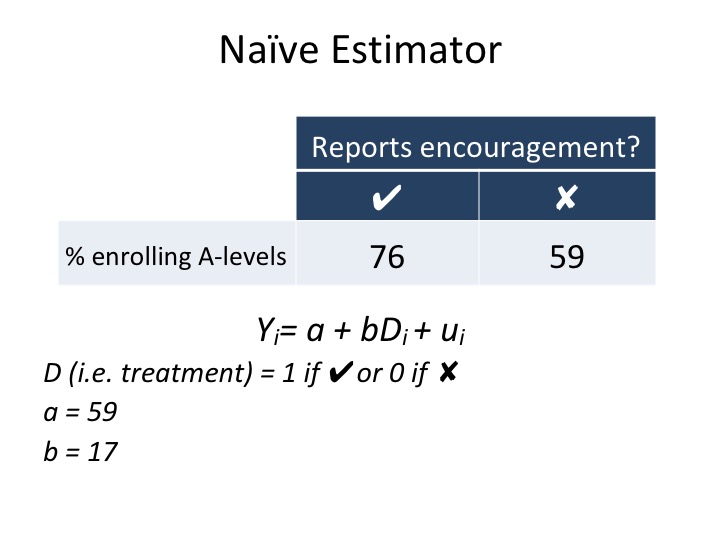 Naïve Estimator
Reports encouragement?
✔ ✘
% enrolling A-levels 76 59
Yᵢ= a + bDᵢ + uᵢ
D (i.e. treatment) = 1 if ✔ or 0 if ✘
a = 59
b = 17